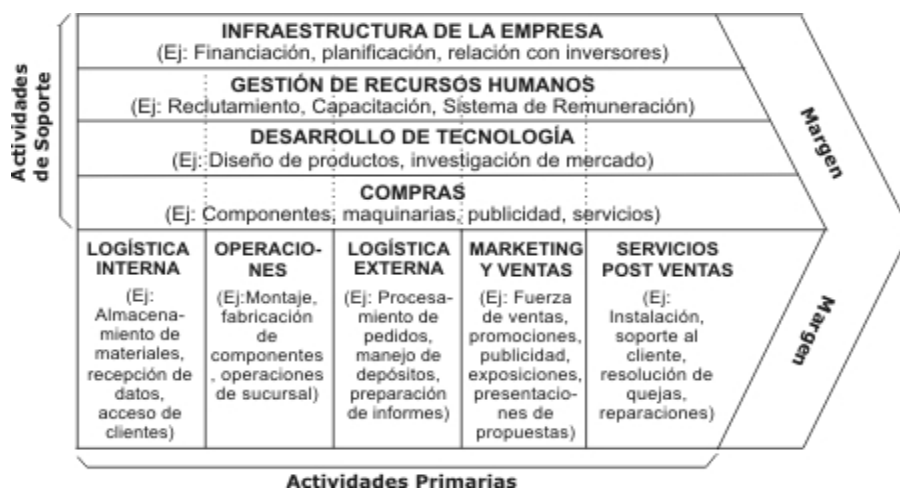 Actividades
de Soporte
INFRAESTRUCTURA DE LA EMPRESA
(Ej: Financiación, planificación, relación con inversores)
GESTIÓN DE RECURSOS HUMANOS
(Ej: Reclutamiento, Capacitación, Sistema de Remuneración)
DESARROLLO DE TECNOLOGÍA
(Ej: Diseño de productos, investigación de mercado)
COMPRAS
(Ej: Componentes, maquinarias, publicidad, servicios)
Margen
LOGÍSTICA
INTERNA
(Ej:
Almacena-
miento de
materiales,
recepción de
datos,
acceso de
clientes)
OPERACIO-
NES
(Ej:Montaje,
fabricación
de
componentes
, operaciones
de sucursal)
LOGÍSTICA
EXTERNA
(Ej: Procesa-
miento de
pedidos,
manejo de
depósitos,
preparación
de informes)
MARKETING
Y VENTAS
(Ej: Fuerza
de ventas,
promociones,
publicidad,
exposiciones,
presentacio-
nes de
propuestas)
SERVICIOS
POST VENTAS
(Ej:
Instalación,
soporte al
cliente,
resolución de
quejas,
reparaciones)
Margen
Actividades Primarias